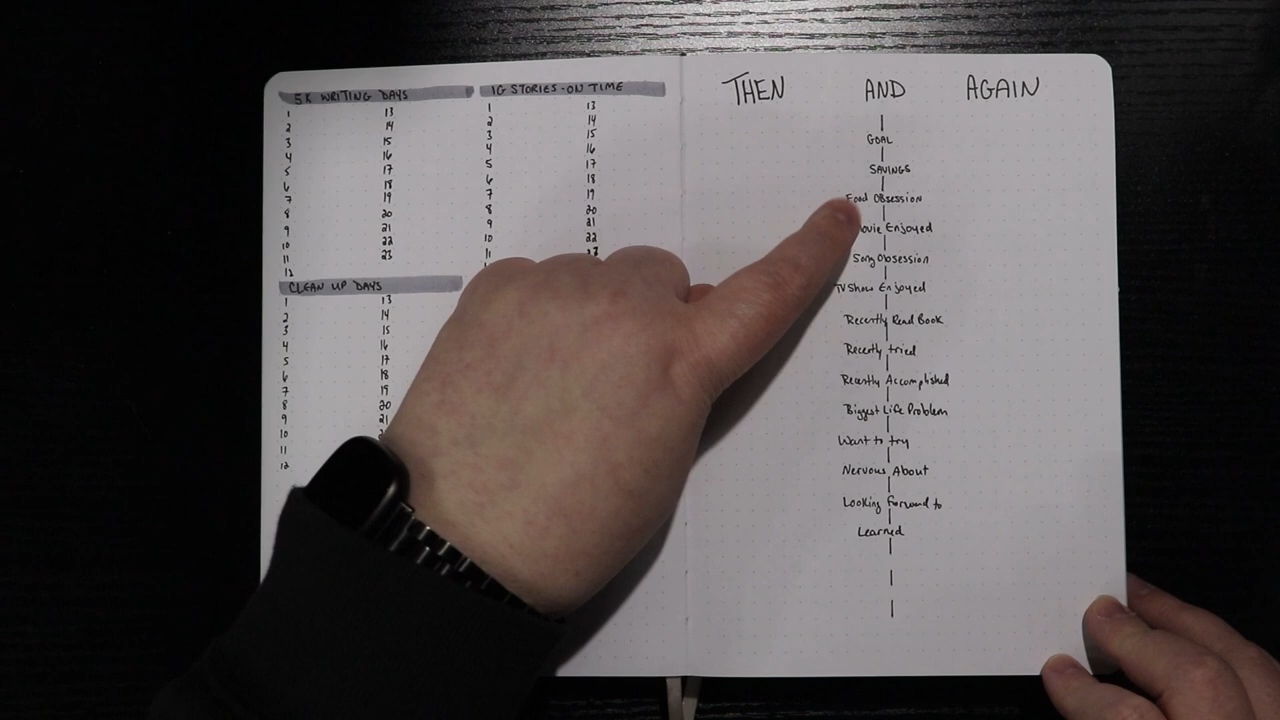 5K WRITING DAYS
1 13
2 14
3 15
4 16
5 17
6 18
7 19
8 20
9 21
10 22
11 23
12
CLEAN UP DAYS
1 13
2 14
3 15
4 16
5 17
6 18
7 19
8 20
9 21
10
11
12
IG STORIES - ON TIME
1 13
2 14
3 15
4 16
5 17
6 18
7 19
8 20
9 21
10 22
11 23
THEN AND AGAIN
GOAL
SAVINGS
Food Obsession
Enjoyed
Song Obsession
TV Show Enjoyed
Recently Read Book
Recently tried
Recently Accomplished
Biggest Life Problem
Want to try
Nervous About
Looking forward to
Learned